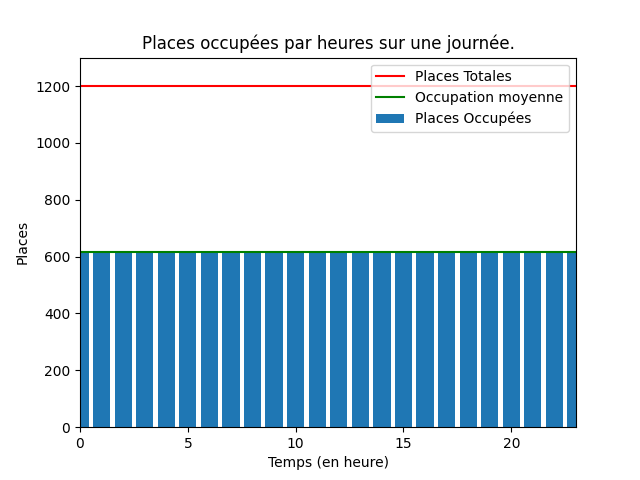 Places occupées par heures sur une journée.
Places Totales
Occupation moyenne
Places Occupées
1200
1000
800
600
400
200
0
Places
0 5 10 15 20
Temps (en heure)